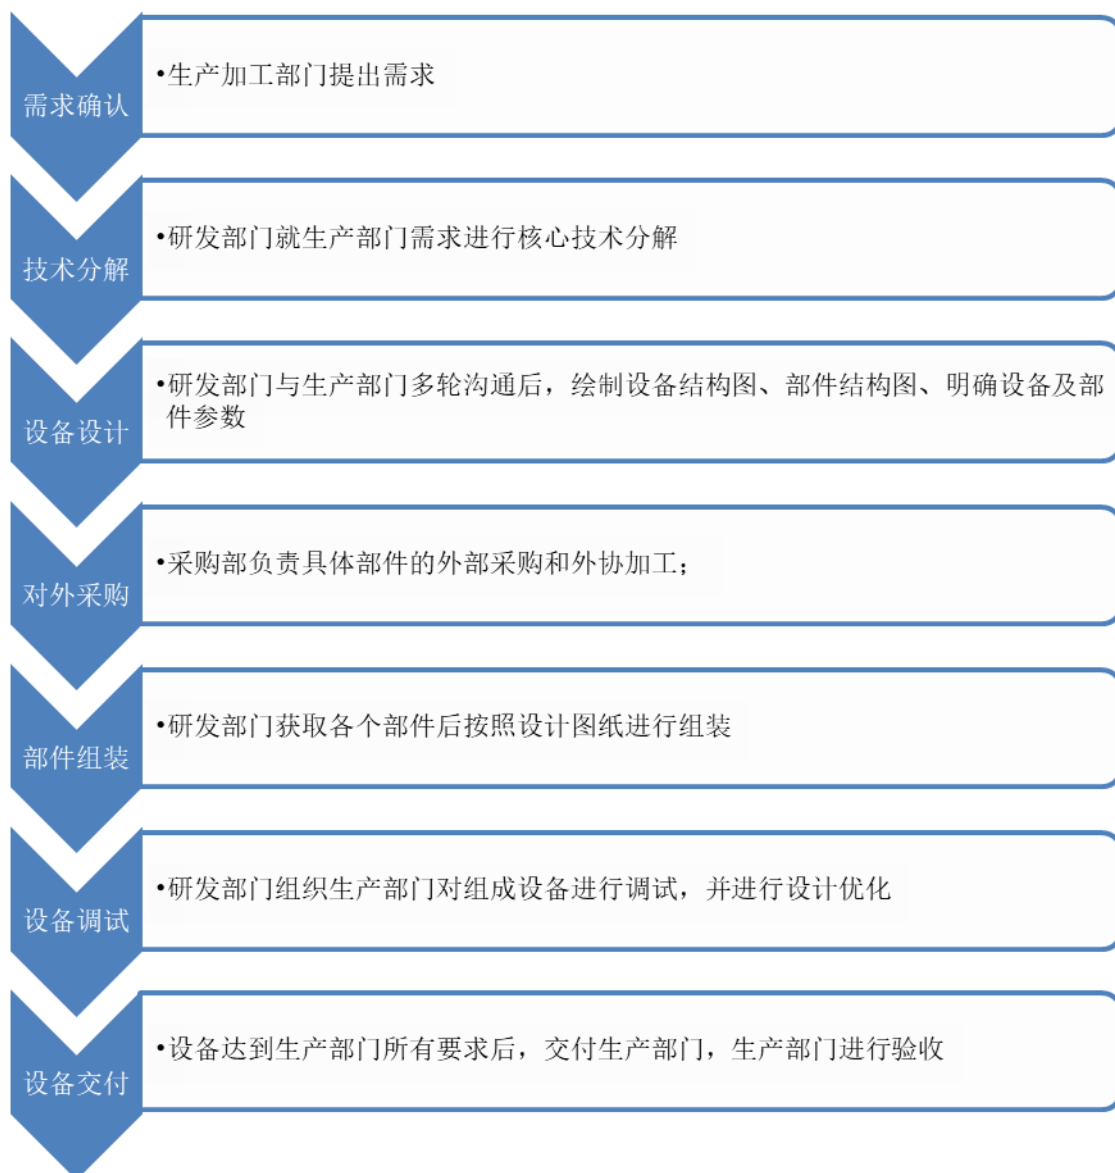 需求确认
•生产加工部门提出需求
技术分解
•研发部门就生产部门需求进行核心技术分解
设备设计
•研发部门与生产部门多轮沟通后，绘制设备结构图、部件结构图、明确设备及部
件参数
对外采购
•采购部负责具体部件的外部采购和外协加工；
部件组装
•研发部门获取各个部件后按照设计图纸进行组装
设备调试
•研发部门组织生产部门对组成设备进行调试，并进行设计优化
设备交付
•设备达到生产部门所有要求后，交付生产部门，生产部门进行验收